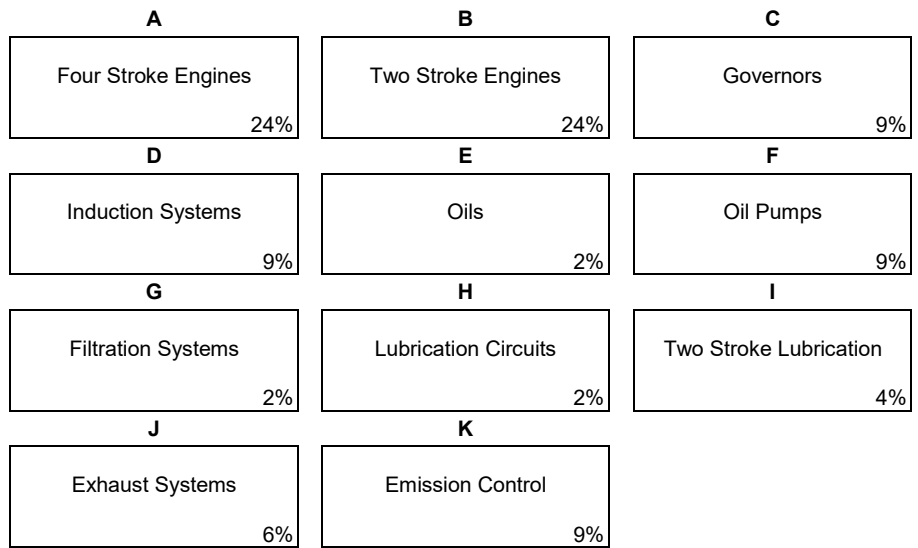 A B C
Four Stroke Engines Two Stroke Engines Governors
24% 24% 9%
D E F
Induction Systems Oils Oil Pumps
9% 2% 9%
G H I
Filtration Systems Lubrication Circuits Two Stroke Lubrication
2% 2% 4%
J K
Exhaust Systems Emission Control
6% 9%